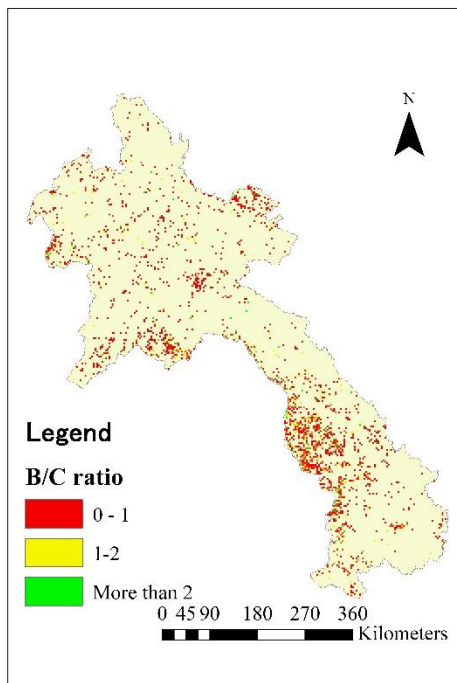 N
Legend
B/C ratio
0 - 1
1-2
More than 2
0 45 90 180 270 360
Kilometers